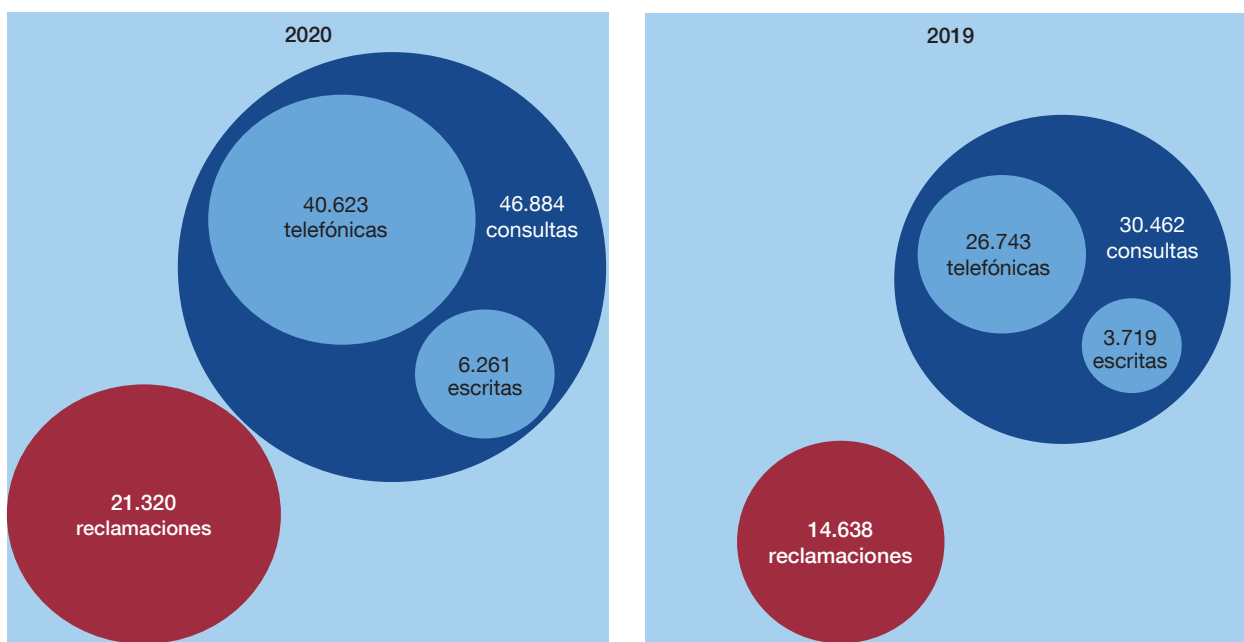 2020
40.623
telefónicas
46.884
consultas
6.261
escritas
21.320
reclamaciones
2019
26.743
telefónicas
30.462
consultas
3.719
escritas
14.638
reclamaciones